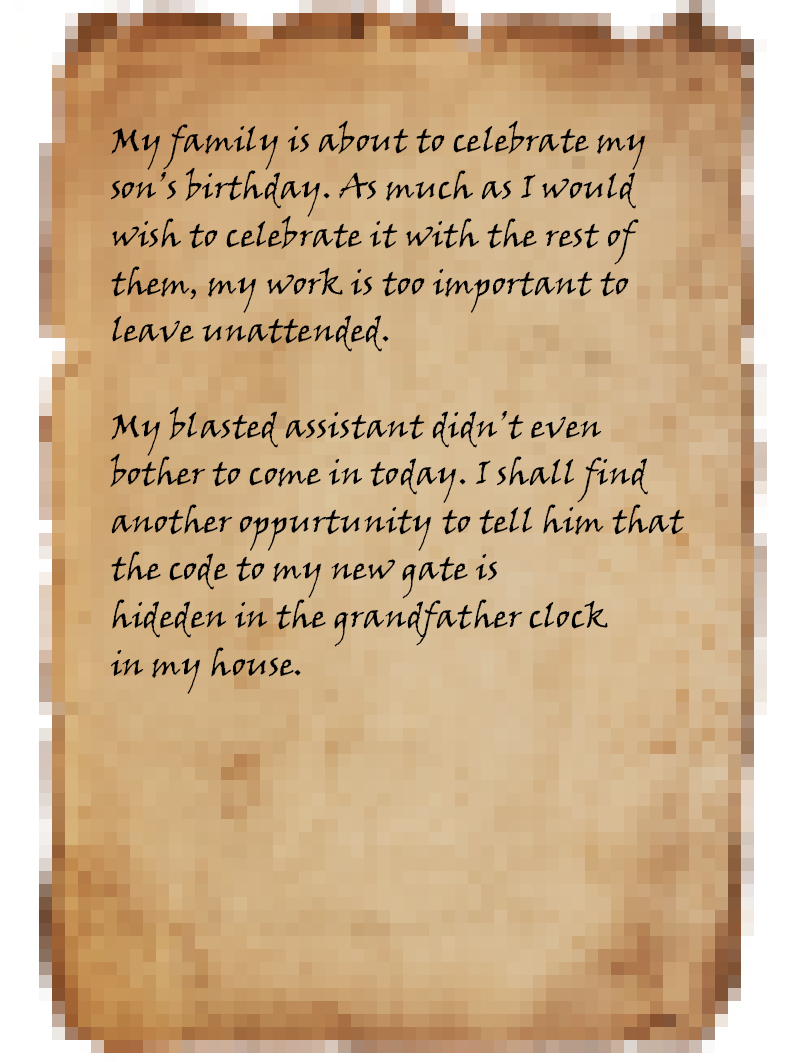 My family is about to celebrate my
son's birthday. As much as I would
wish to celebrate it with the rest of
them, my work is too important to
leave unattended.
My blasted assistant didn't even
bother to come in today. I shall find
another oppurtunity to tell him that
the code to my new gate is
hideden in the grandfather clock
in my house.